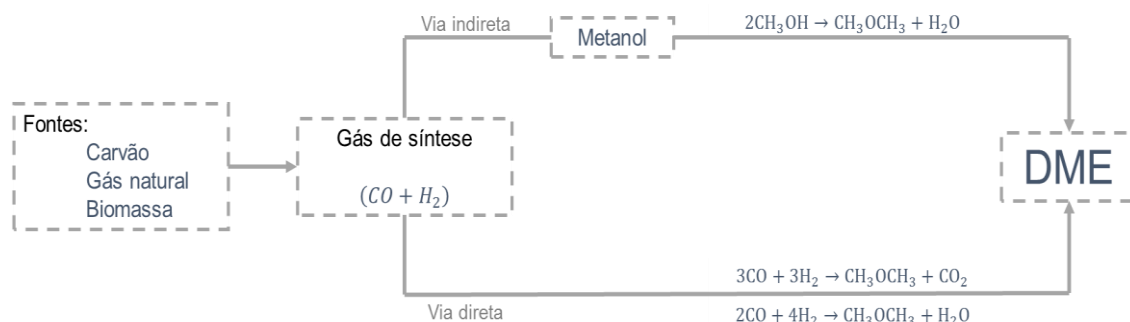 Via indireta
Metanol
2CH₃OH → CH₃OCH₃ + H₂O
Fontes:
Carvão
Gás natural
Biomassa
Gás de síntese
(CO + H₂)
DME
3CO + 3H₂ → CH₃OCH₃ + CO₂
Via direta
2CO + 4H₂ → CH₃OCH₃ + H₂O